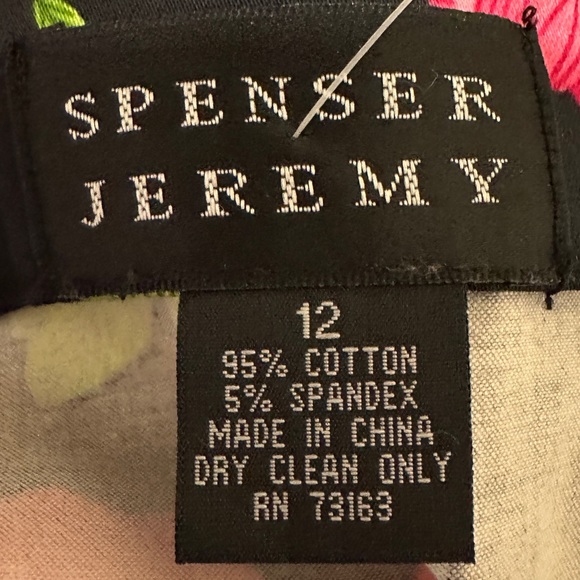 SPENSER
JEREMY
12
95% COTTON
5% SPANDEX
MADE IN CHINA
DRY CLEAN ONLY
RN 73163